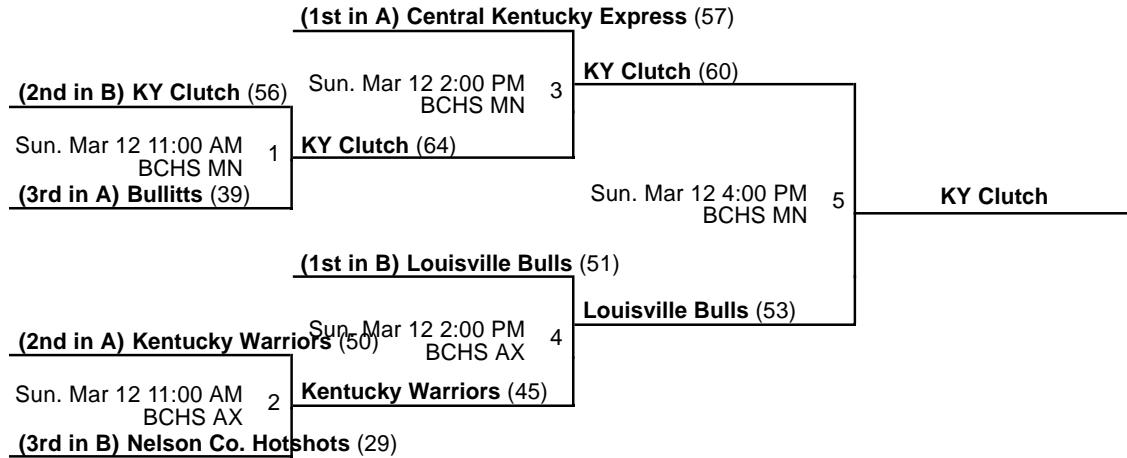 (1st in A) Central Kentucky Express (57)
KY Clutch (60)
Sun. Mar 12 2:00 PM 3
BCHS MN
(2nd in B) KY Clutch (56)
Sun. Mar 12 11:00 AM 1
BCHS MN
KY Clutch (64)
(3rd in A) Bullitts (39)
Sun. Mar 12 4:00 PM 5
BCHS MN
KY Clutch
(1st in B) Louisville Bulls (51)
Louisville Bulls (53)
Sun. Mar 12 2:00 PM 4
BCHS AX
(2nd in A) Kentucky Warriors (50)
Sun. Mar 12 11:00 AM 2
BCHS AX
Kentucky Warriors (45)
(3rd in B) Nelson Co. Hotshots (29)